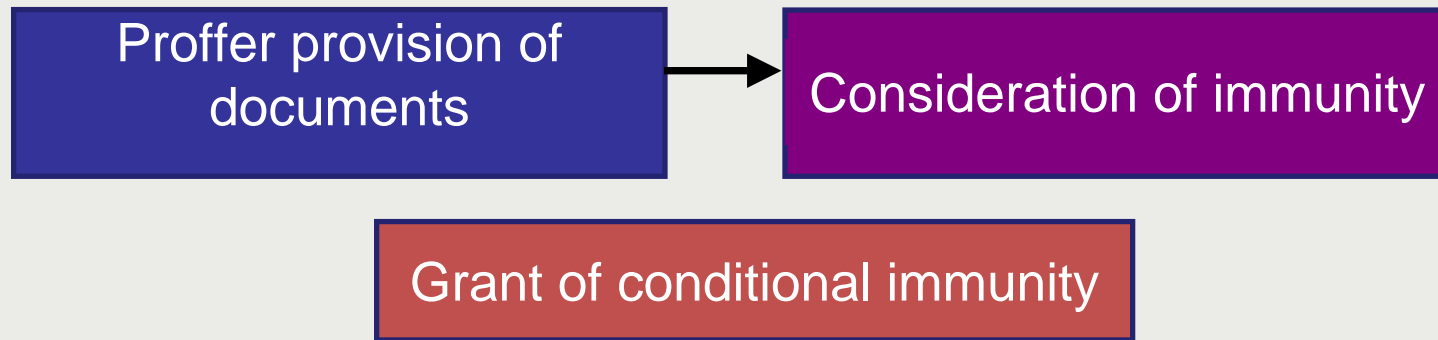 Proffer provision of
documents
Consideration of immunity
Grant of conditional immunity